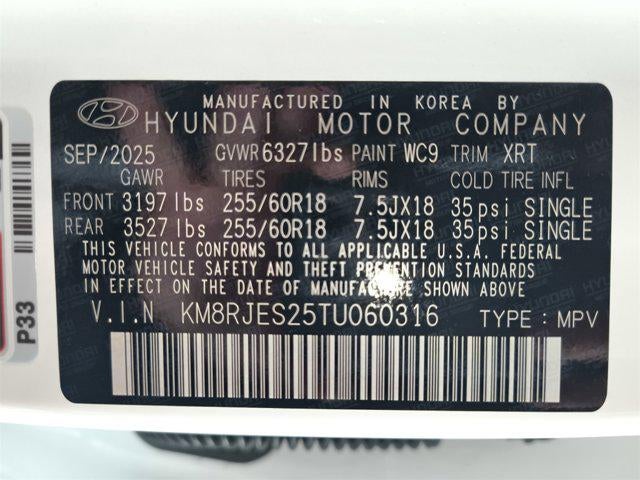 MANUFACTURED IN KOREA BY
HYUNDAI MOTOR COMPANY
SEP/2025 GVWR 6327lbs PAINT WC9 TRIM XRT
GAWR TIRES RIMS COLD TIRE INFL
FRONT 3197lbs 255/60R18 7.5JX18 35psi SINGLE
REAR 3527lbs 255/60R18 7.5JX18 35psi SINGLE
THIS VEHICLE CONFORMS TO ALL APPLICABLE U.S.A. FEDERAL
MOTOR VEHICLE SAFETY AND THEFT PREVENTION STANDARDS
IN EFFECT ON THE DATE OF MANUFACTURE SHOWN ABOVE
V.I.N KM8RJES25TU060316 TYPE : MPV
P33